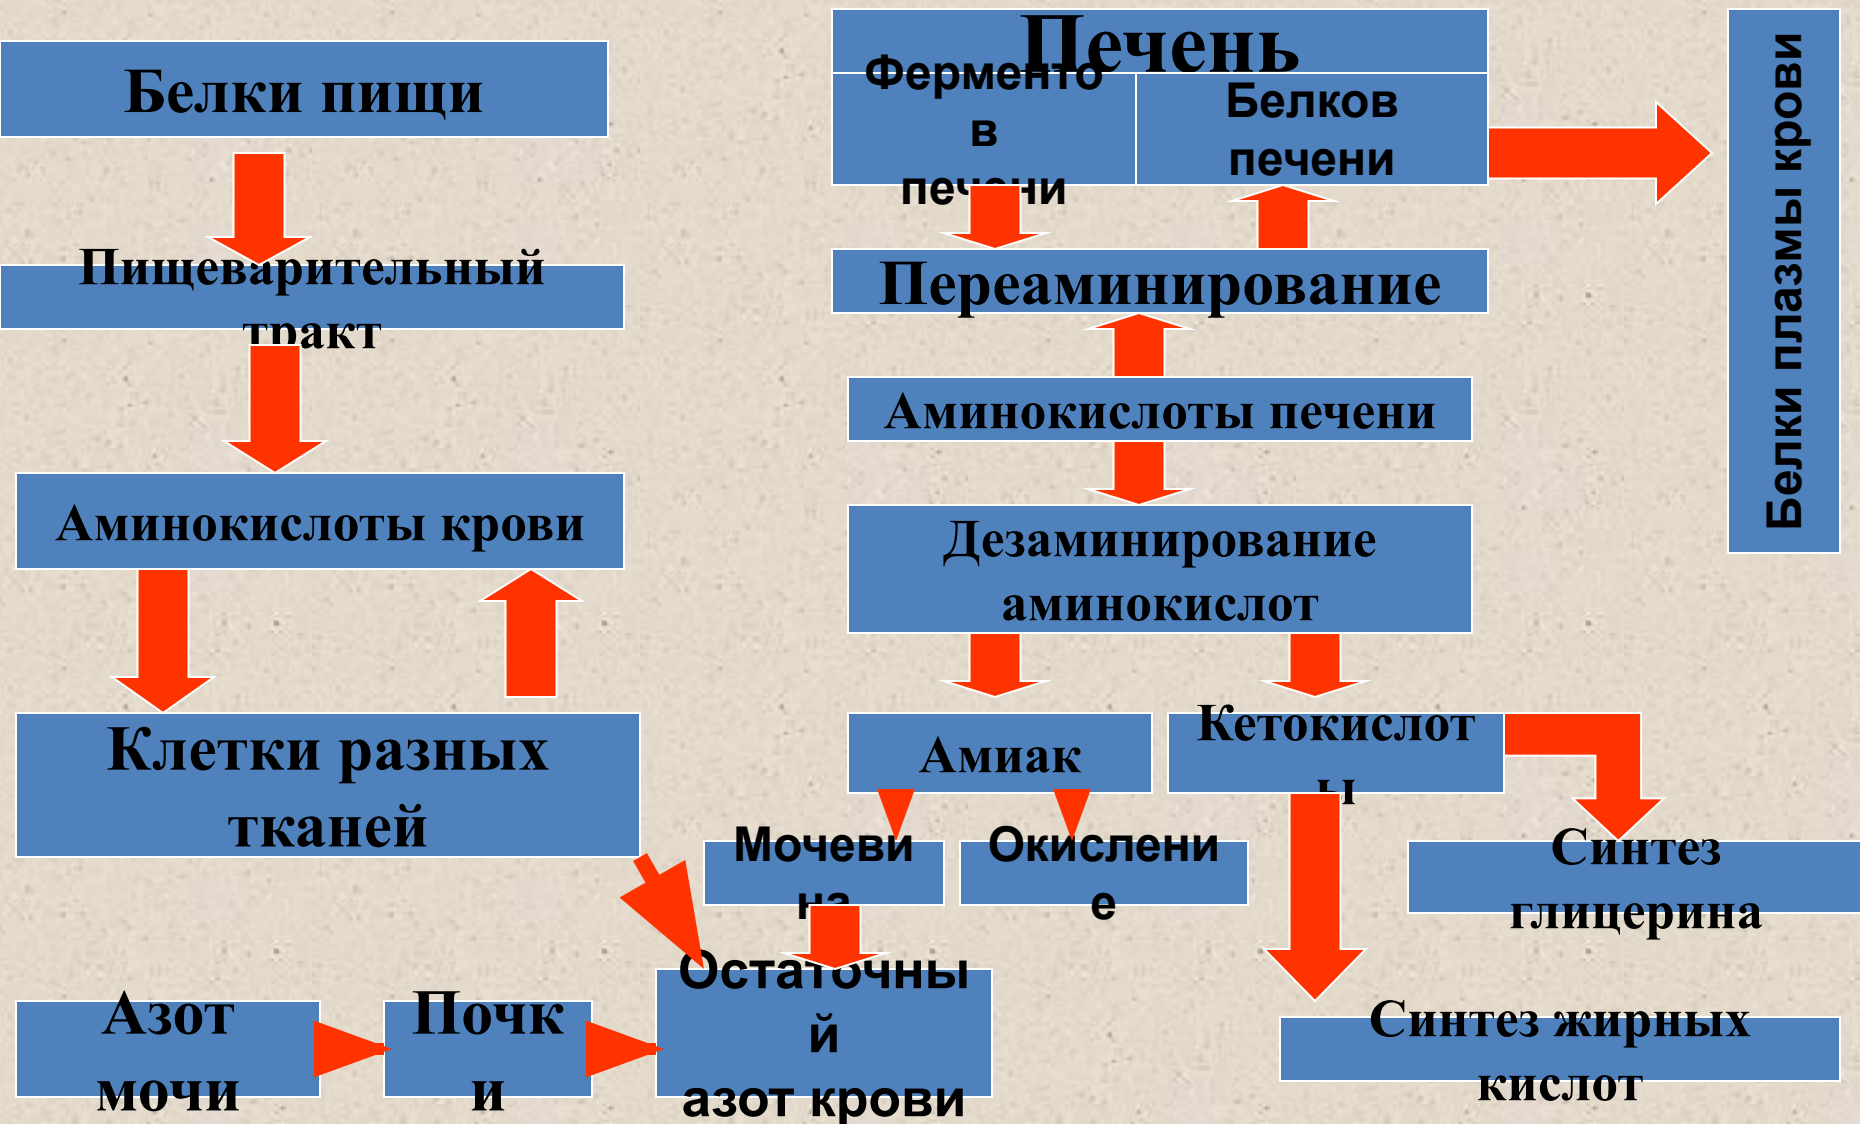 Белки пищи
Пищеварительный
тракт
Аминокислоты крови
Клетки разных
тканей
Азот
мочи
Почк
и
Остаточны
й
азот крови
Печень
Ферменто
в
печени
Белков
печени
Переаминирование
Аминокислоты печени
Дезаминирование
аминокислот
Амиак
Кетокислот
ы
Мочеви
на
Окислени
е
Синтез
глицерина
Синтез жирных
кислот
Белки плазмы крови